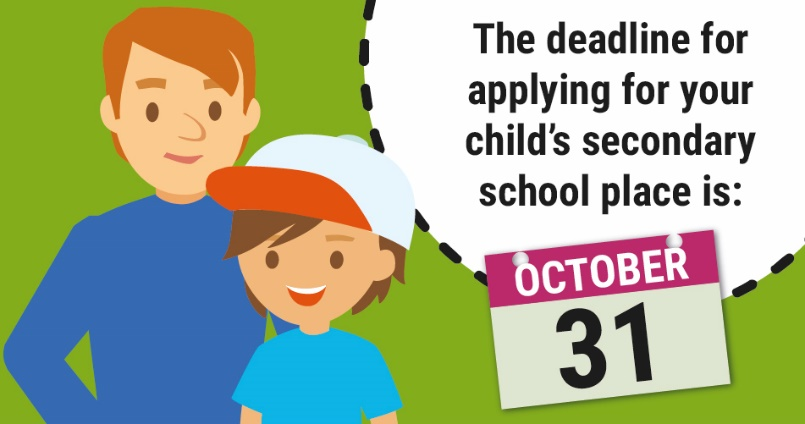 The deadline for
applying for your
child’s secondary
school place is:
OCTOBER
31